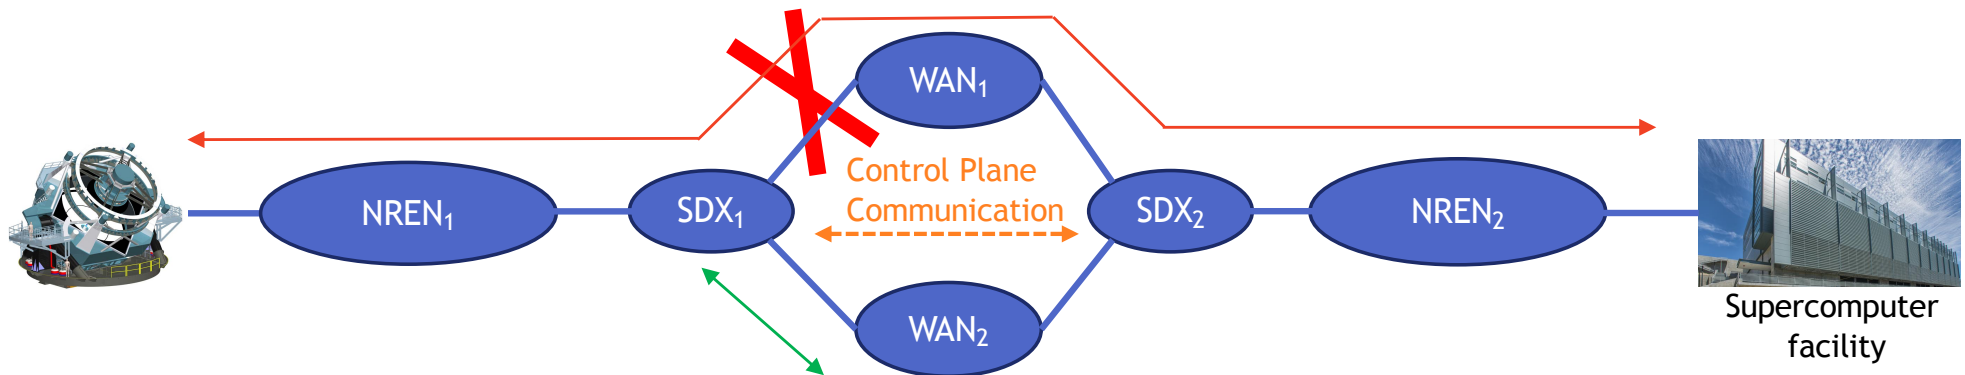 WAN₁
Control Plane
Communication
NREN₁
SDX₁
SDX₂
NREN₂
WAN₂
Supercomputer
facility